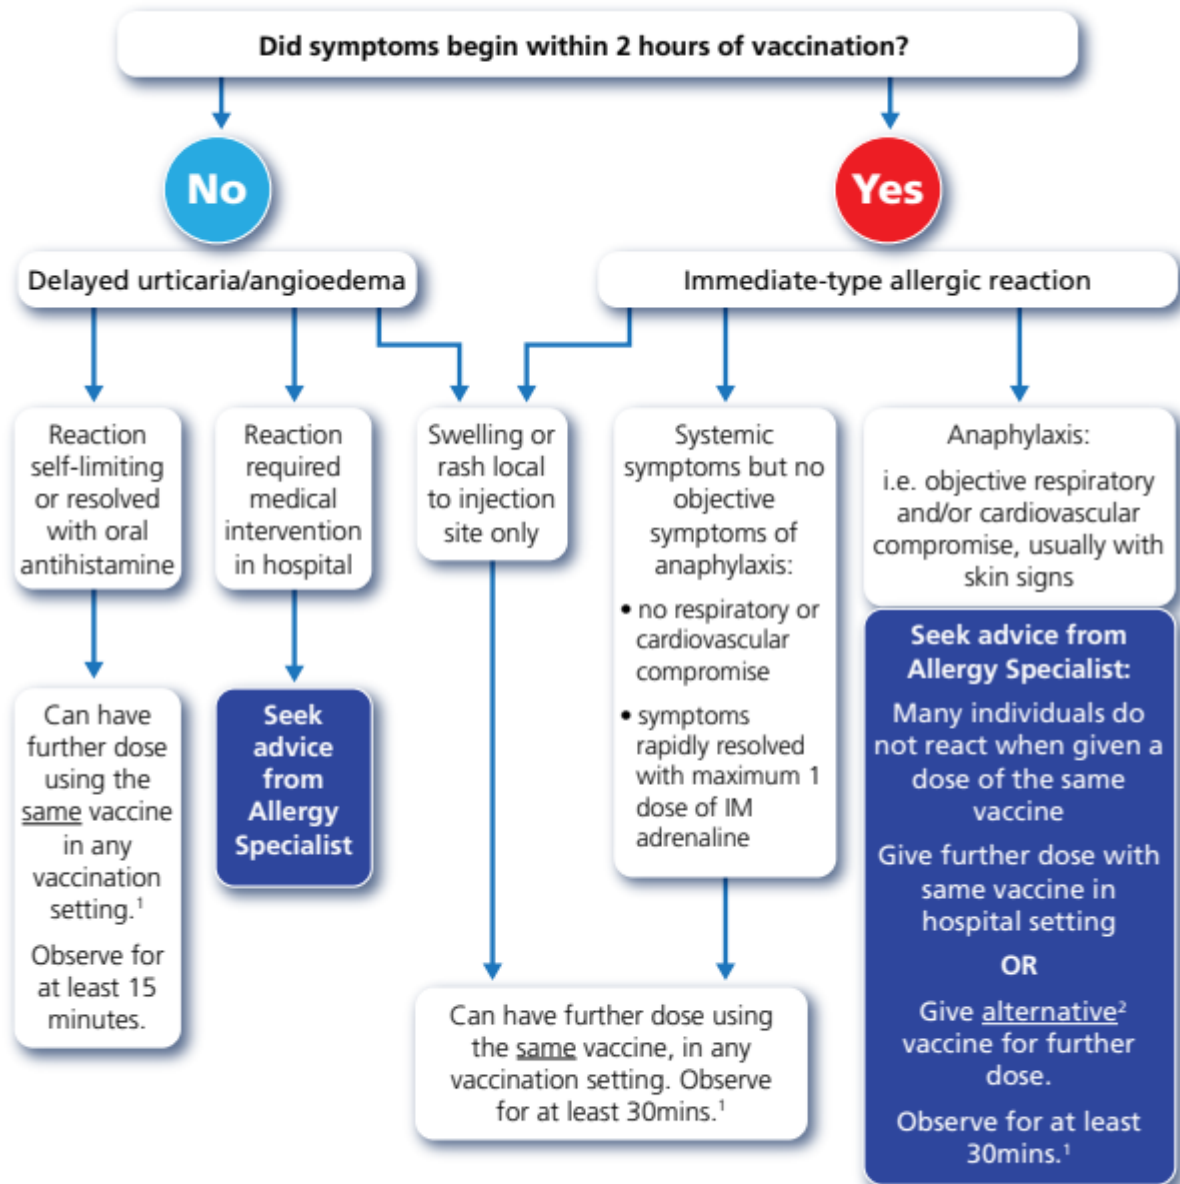 Did symptoms begin within 2 hours of vaccination?
No
Yes
Delayed urticaria/angioedema
Immediate-type allergic reaction
Reaction
self-limiting
or resolved
with oral
antihistamine
Reaction
required
medical
intervention
in hospital
Swelling or
rash local
to injection
site only
Systemic
symptoms but no
objective
symptoms of
anaphylaxis:
• no respiratory or
cardiovascular
compromise
• symptoms
rapidly resolved
with maximum 1
dose of IM
adrenaline
Anaphylaxis:
i.e. objective respiratory
and/or cardiovascular
compromise, usually with
skin signs
Can have
further dose
using the
same vaccine
in any
vaccination
setting.¹
Observe for
at least 15
minutes.
Seek
advice
from
Allergy
Specialist
Can have further dose using
the same vaccine, in any
vaccination setting. Observe
for at least 30mins.¹
Seek advice from
Allergy Specialist:
Many individuals do
not react when given a
dose of the same
vaccine
Give further dose with
same vaccine in
hospital setting
OR
Give alternative²
vaccine for further
dose.
Observe for at least
30mins.¹